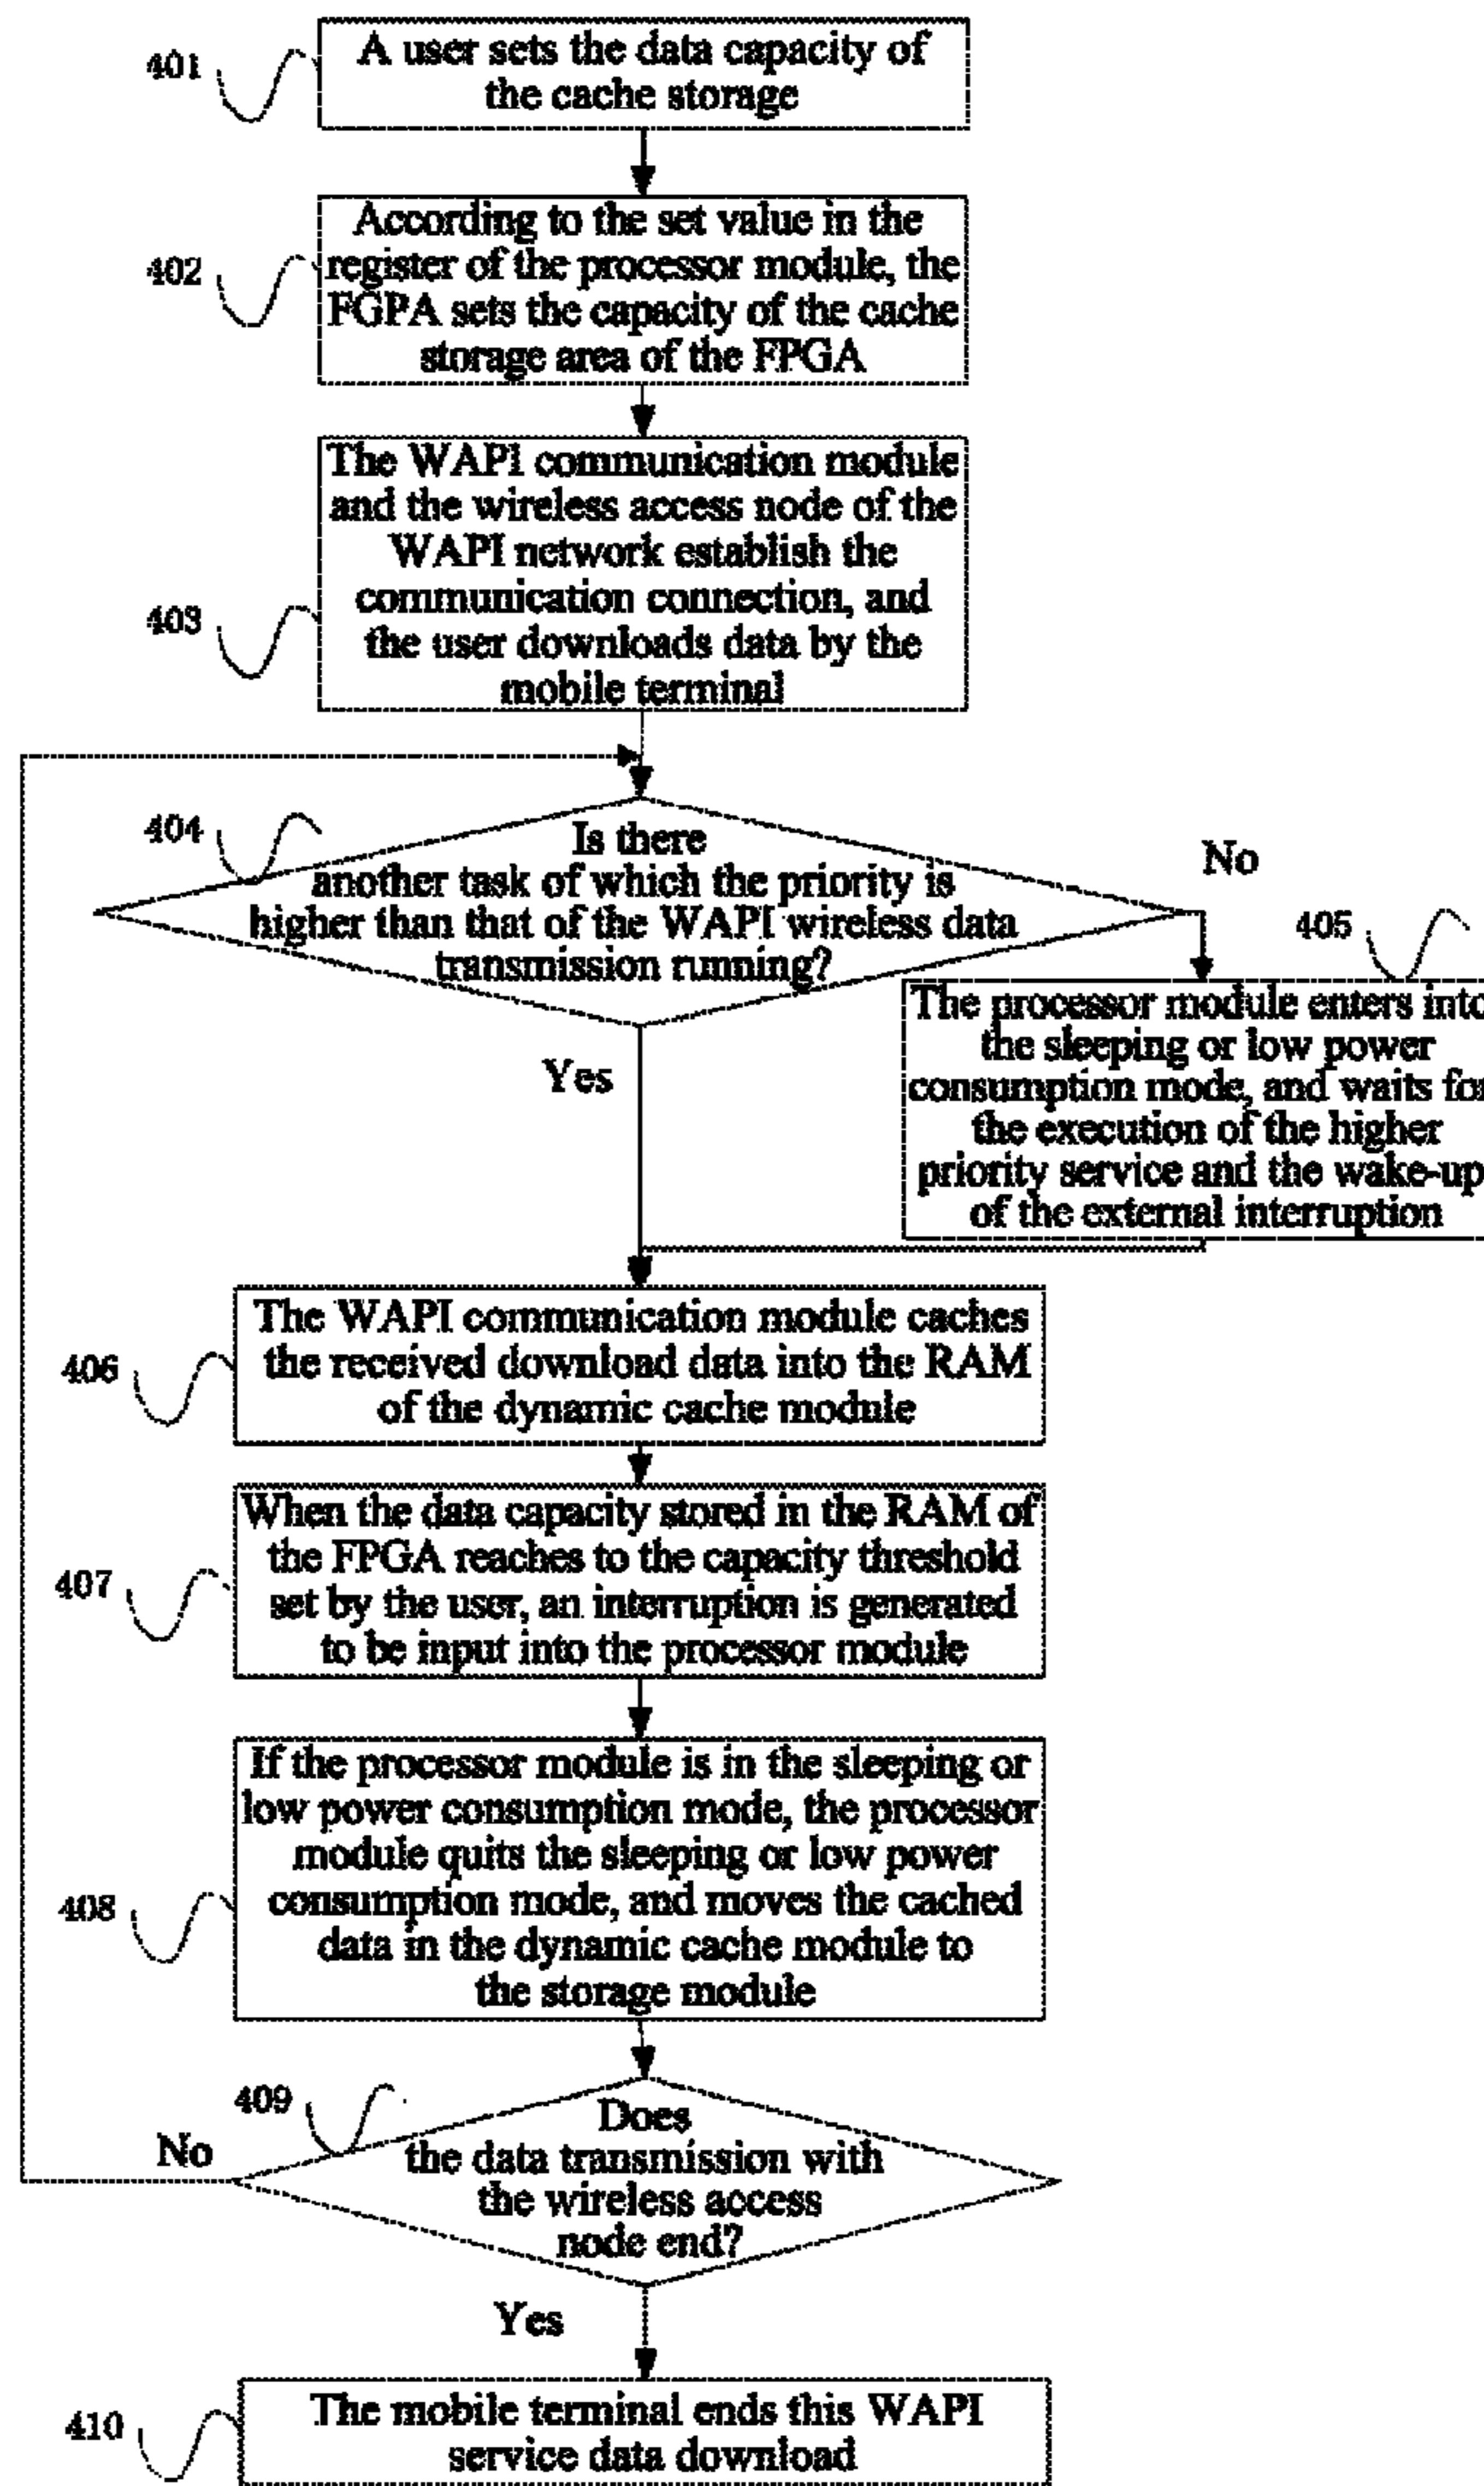 401
A user sets the data capacity of
the cache storage
402
According to the set value in the
register of the processor module, the
FGPA sets the capacity of the cache
storage area of the FPGA
403
The WAPI communication module
and the wireless access node of the
WAPI network establish the
communication connection, and
the user downloads data by the
mobile terminal
404
Is there
another task of which the priority is
higher than that of the WAPI wireless data
transmission running?
No
Yes
405
The processor module enters into
the sleeping or low power
consumption mode, and waits for
the execution of the higher
priority service and the wake-up
of the external interruption
406
The WAPI communication module caches
the received download data into the RAM
of the dynamic cache module
407
When the data capacity stored in the RAM of
the FPGA reaches to the capacity threshold
set by the user, an interruption is generated
to be input into the processor module
408
If the processor module is in the sleeping or
low power consumption mode, the processor
module quits the sleeping or low power
consumption mode, and moves the cached
data in the dynamic cache module to
the storage module
409
Does
the data transmission with
the wireless access
node end?
No
Yes
410
The mobile terminal ends this WAPI
service data download